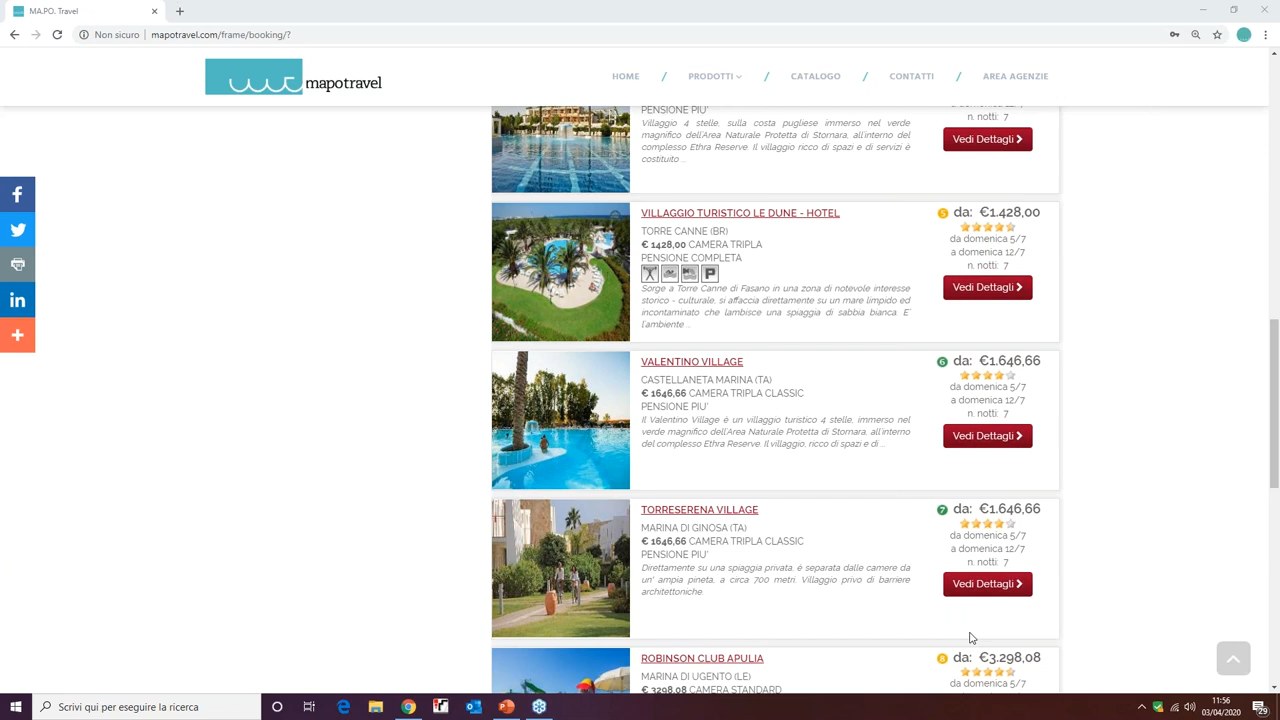 MA.PO. Travel
Non sicuro
mapotravel.com/frame/booking/?
mapotravel
HOME / PRODOTTI / CATALOGO / CONTATTI / AREA AGENZIE
PENSIONE PIU'
Villaggio 4 stelle, sulla costa pugliese immerso nel verde
magnifico dell'Area Naturale Protetta di Stornara, all'interno del
complesso Ethra Reserve. Il villaggio ricco di spazi e di servizi è
costituito ...
a domenica 12/7
n. notti: 7
Vedi Dettagli
VILLAGGIO TURISTICO LE DUNE - HOTEL
TORRE CANNE (BR)
€ 1428,00 CAMERA TRIPLA
PENSIONE COMPLETA
P
Sorge a Torre Canne di Fasano in una zona di notevole interesse
storico - culturale, si affaccia direttamente su un mare limpido ed
incontaminato che lambisce una spiaggia di sabbia bianca. E'
l'ambiente ...
5 da: €1.428,00
da domenica 5/7
a domenica 12/7
n. notti: 7
Vedi Dettagli
VALENTINO VILLAGE
CASTELLANETA MARINA (TA)
€ 1646,66 CAMERA TRIPLA CLASSIC
PENSIONE PIU'
Il Valentino Village è un villaggio turistico 4 stelle, immerso nel
verde magnifico dell'Area Naturale Protetta di Stornara, all'interno
del complesso Ethra Reserve. Il villaggio, ricco di spazi e di ...
6 da: €1.646,66
da domenica 5/7
a domenica 12/7
n. notti: 7
Vedi Dettagli
TORRESERENA VILLAGE
MARINA DI GINOSA (TA)
€ 1646,66 CAMERA TRIPLA CLASSIC
PENSIONE PIU'
Direttamente su una spiaggia privata, è separata dalle camere da
un' ampia pineta, a circa 700 metri. Villaggio privo di barriere
architettoniche
7 da: €1.646,66
da domenica 5/7
a domenica 12/7
n. notti: 7
Vedi Dettagli
ROBINSON CLUB APULIA
MARINA DI UGENTO (LE)
€ 3298,08 CAMERA STANDARD
8 da: €3.298,08
da domenica 5/7
Scrivi qui per eseguire la ricerca
11:56
03/04/2020
29